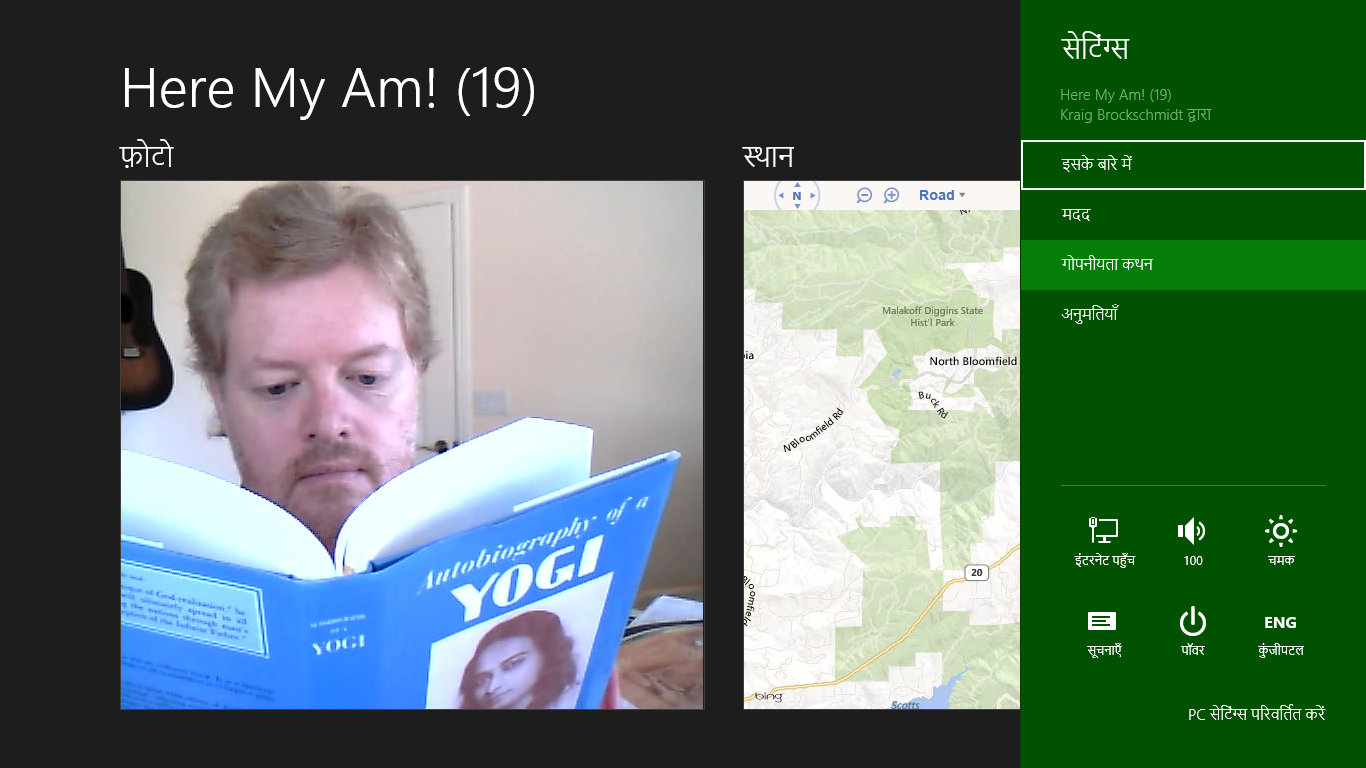 Here My Am! (19)
फ़ोटो
Autobiography of a
YOGI
YOGI
स्थान
N
Road
Malakoff Diggins State
Hist'l Park
North Bloomfield
Buck Rd
N Bloomfield Rd
20
bing
Scotts
सेटिंग्स
Here My Am! (19)
Kraig Brockschmidt द्वारा
इसके बारे में
मदद
गोपनीयता कथन
अनुमतियाँ
इंटरनेट पहुँच
100
चमक
सूचनाएँ
पॉवर
ENG
कुंजीपटल
PC सेटिंग्स परिवर्तित करें